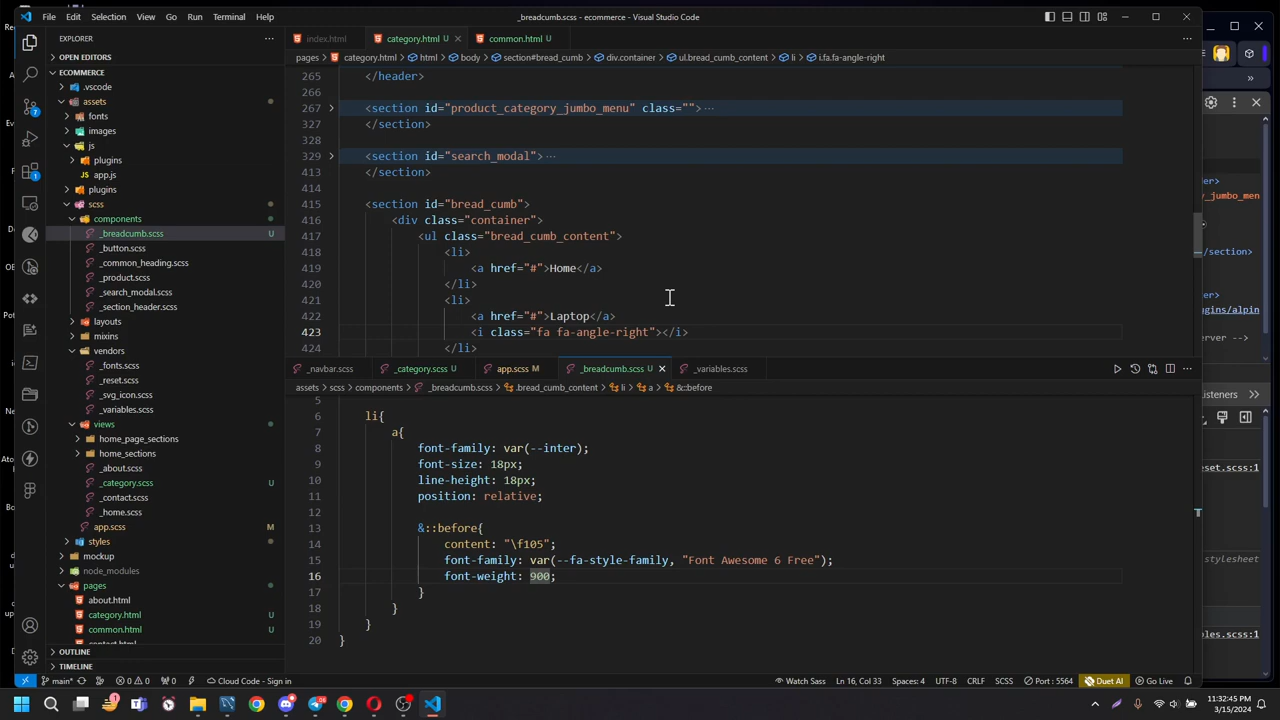 File Edit Selection View Go Run Terminal Help
_breadcumb.scss - ecommerce - Visual Studio Code
EXPLORER
OPEN EDITORS
ECOMMERCE
.vscode
assets
fonts
images
js
plugins
app.js
plugins
scss
components
_breadcumb.scss U
_button.scss
_common_heading.scss
_product.scss
_search_modal.scss
_section_header.scss
layouts
mixins
vendors
_fonts.scss
_reset.scss
_svg_icon.scss
_variables.scss
views
home_page_sections
home_sections
_about.scss
_category.scss U
_contact.scss
_home.scss
app.scss M
styles
mockup
node_modules
pages
about.html
category.html U
common.html U
contact.html
OUTLINE
TIMELINE
index.html category.html U common.html U
pages > category.html > html > body > section#bread_cumb > div.container > ul.bread_cumb_content > li > i.fa.fa-angle-right
265 </header>
266
267 <section id="product_category_jumbo_menu" class=""> ···
327 </section>
328
329 <section id="search_modal"> ···
413 </section>
414
415 <section id="bread_cumb">
416 <div class="container">
417 <ul class="bread_cumb_content">
418 <li>
419 <a href="#">Home</a>
420 </li>
421 <li>
422 <a href="#">Laptop</a>
423 <i class="fa fa-angle-right"></i>
424 </li>
_navbar.scss _category.scss U app.scss M _breadcumb.scss U _variables.scss
assets > scss > components > _breadcumb.scss > .bread_cumb_content > li > a > &::before
5
6 li{
7 a{
8 font-family: var(--inter);
9 font-size: 18px;
10 line-height: 18px;
11 position: relative;
12
13 &::before{
14 content: "\f105";
15 font-family: var(--fa-style-family, "Font Awesome 6 Free");
16 font-weight: 900;
17 }
18 }
19 }
20 }
main* 0 0 0 Cloud Code - Sign in
Watch Sass Ln 16, Col 33 Spaces: 4 UTF-8 CRLF SCSS Port : 5564 Duet AI Go Live
11:32:45 PM
3/15/2024